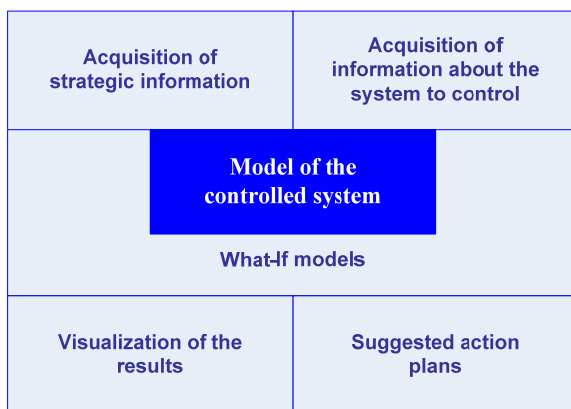 Acquisition of
strategic information
Acquisition of
information about the
system to control
Model of the
controlled system
What-If models
Visualization of the
results
Suggested action
plans